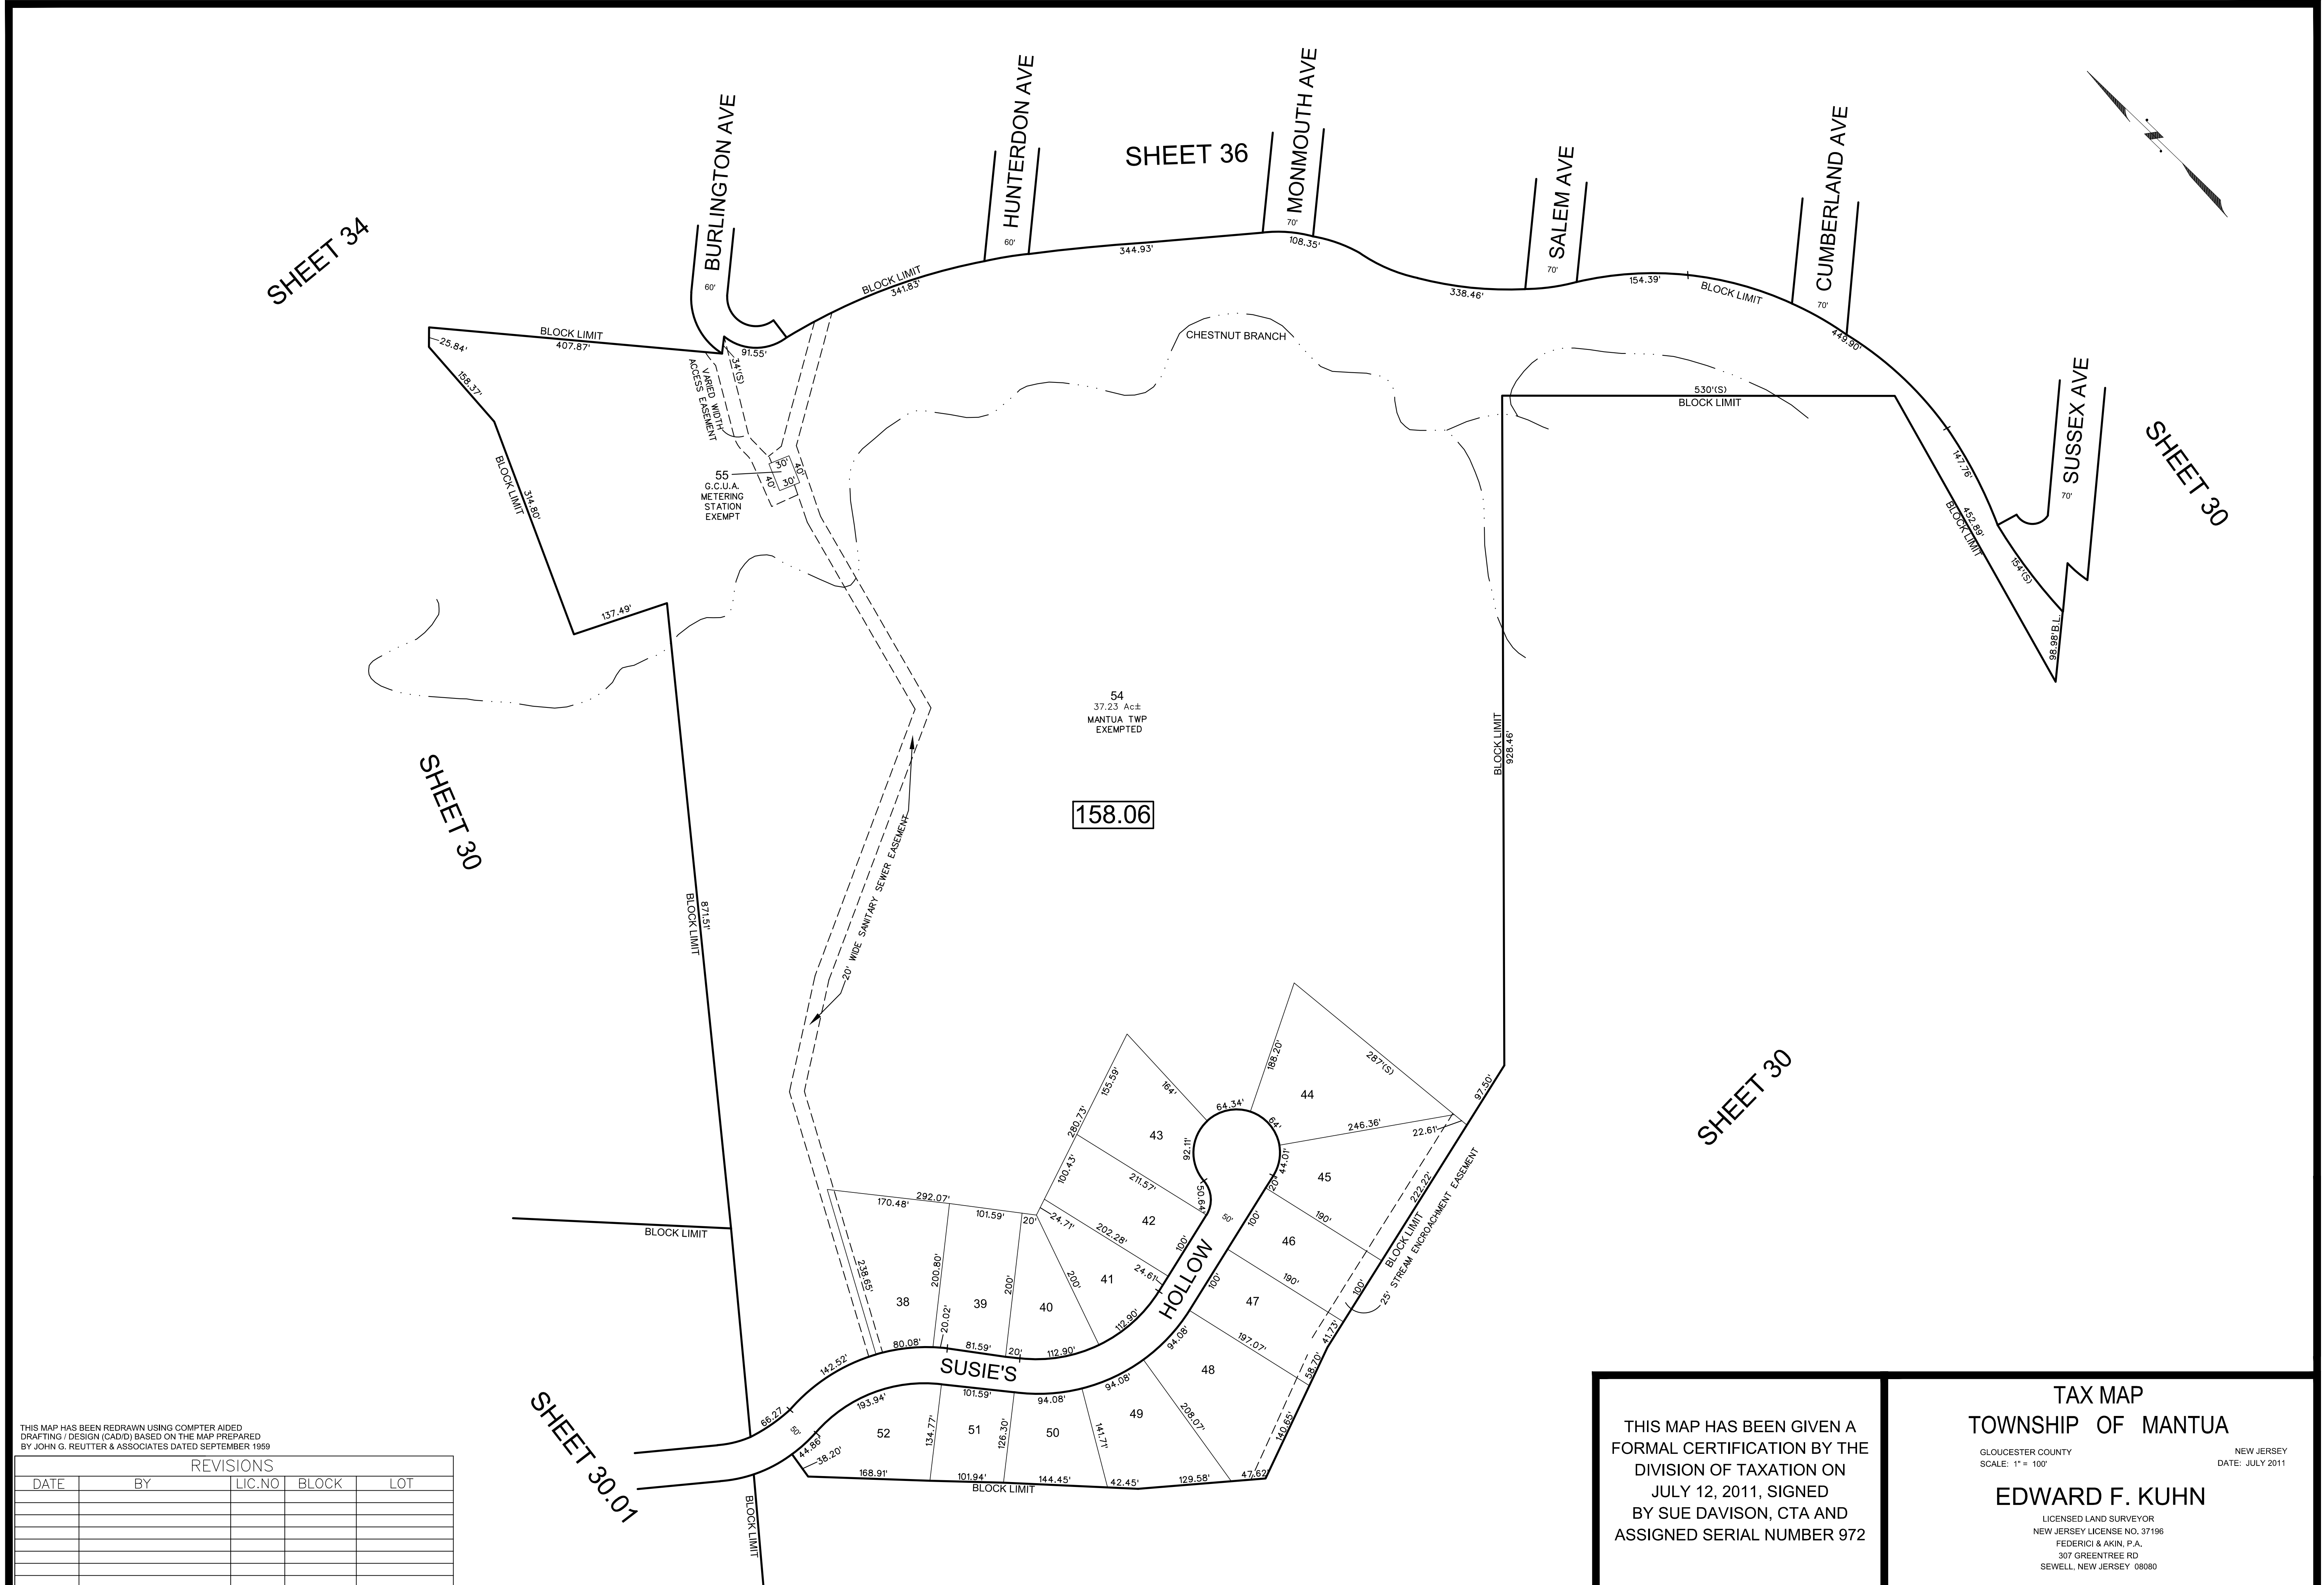 BURLINGTON AVE
60'
HUNTERDON AVE
60'
SHEET 36
MONMOUTH AVE
70'
SALEM AVE
70'
CUMBERLAND AVE
70'
SUSSEX AVE
70'
SHEET 34
SHEET 30
BLOCK LIMIT
407.87'
25.84'
158.37'
BLOCK LIMIT
314.80'
137.49'
91.55'
34'(S)
VARIED WIDTH
ACCESS EASEMENT
BLOCK LIMIT
341.83'
344.93'
108.35'
338.46'
154.39'
BLOCK LIMIT
449.90'
147.76'
452.89'
BLOCK LIMIT
154'(S)
98.98'B.L.
CHESTNUT BRANCH
530'(S)
BLOCK LIMIT
30'
40'
40'
30'
55
G.C.U.A.
METERING
STATION
EXEMPT
54
37.23 Ac±
MANTUA TWP
EXEMPTED
158.06
BLOCK LIMIT
928.46'
SHEET 30
871.51'
BLOCK LIMIT
20' WIDE SANITARY SEWER EASEMENT
SHEET 30
BLOCK LIMIT
188.20'
287'(S)
44
97.50'
155.59'
164'
280.73'
43
64.34'
64'
92.11'
246.36'
22.61'
100.43'
211.57'
50.64'
44.01'
20'
45
222.22'
BLOCK LIMIT
25' STREAM ENCROACHMENT EASEMENT
292.07'
170.48'
101.59'
20'
24.71'
202.28'
42
50'
100'
190'
46
238.65'
200.80'
200'
200'
41
24.61'
100'
HOLLOW
100'
190'
100'
38
39
40
47
20.02'
112.90'
94.08'
197.07'
41.73'
58.70'
142.52'
80.08'
81.59'
20'
112.90'
SUSIE'S
48
66.27
50'
193.94'
101.59'
94.08'
94.08'
49
208.07'
140.65'
44.86'
38.20'
52
134.77'
51
126.30'
50
141.71'
168.91'
101.94'
144.45'
42.45'
129.58'
47.62
BLOCK LIMIT
BLOCK LIMIT
SHEET 30.01
THIS MAP HAS BEEN REDRAWN USING COMPTER AIDED
DRAFTING / DESIGN (CAD/D) BASED ON THE MAP PREPARED
BY JOHN G. REUTTER & ASSOCIATES DATED SEPTEMBER 1959
REVISIONS
DATE BY LIC.NO BLOCK LOT
THIS MAP HAS BEEN GIVEN A
FORMAL CERTIFICATION BY THE
DIVISION OF TAXATION ON
JULY 12, 2011, SIGNED
BY SUE DAVISON, CTA AND
ASSIGNED SERIAL NUMBER 972
TAX MAP
TOWNSHIP OF MANTUA
GLOUCESTER COUNTY NEW JERSEY
SCALE: 1" = 100' DATE: JULY 2011
EDWARD F. KUHN
LICENSED LAND SURVEYOR
NEW JERSEY LICENSE NO. 37196
FEDERICI & AKIN, P.A.
307 GREENTREE RD
SEWELL, NEW JERSEY 08080